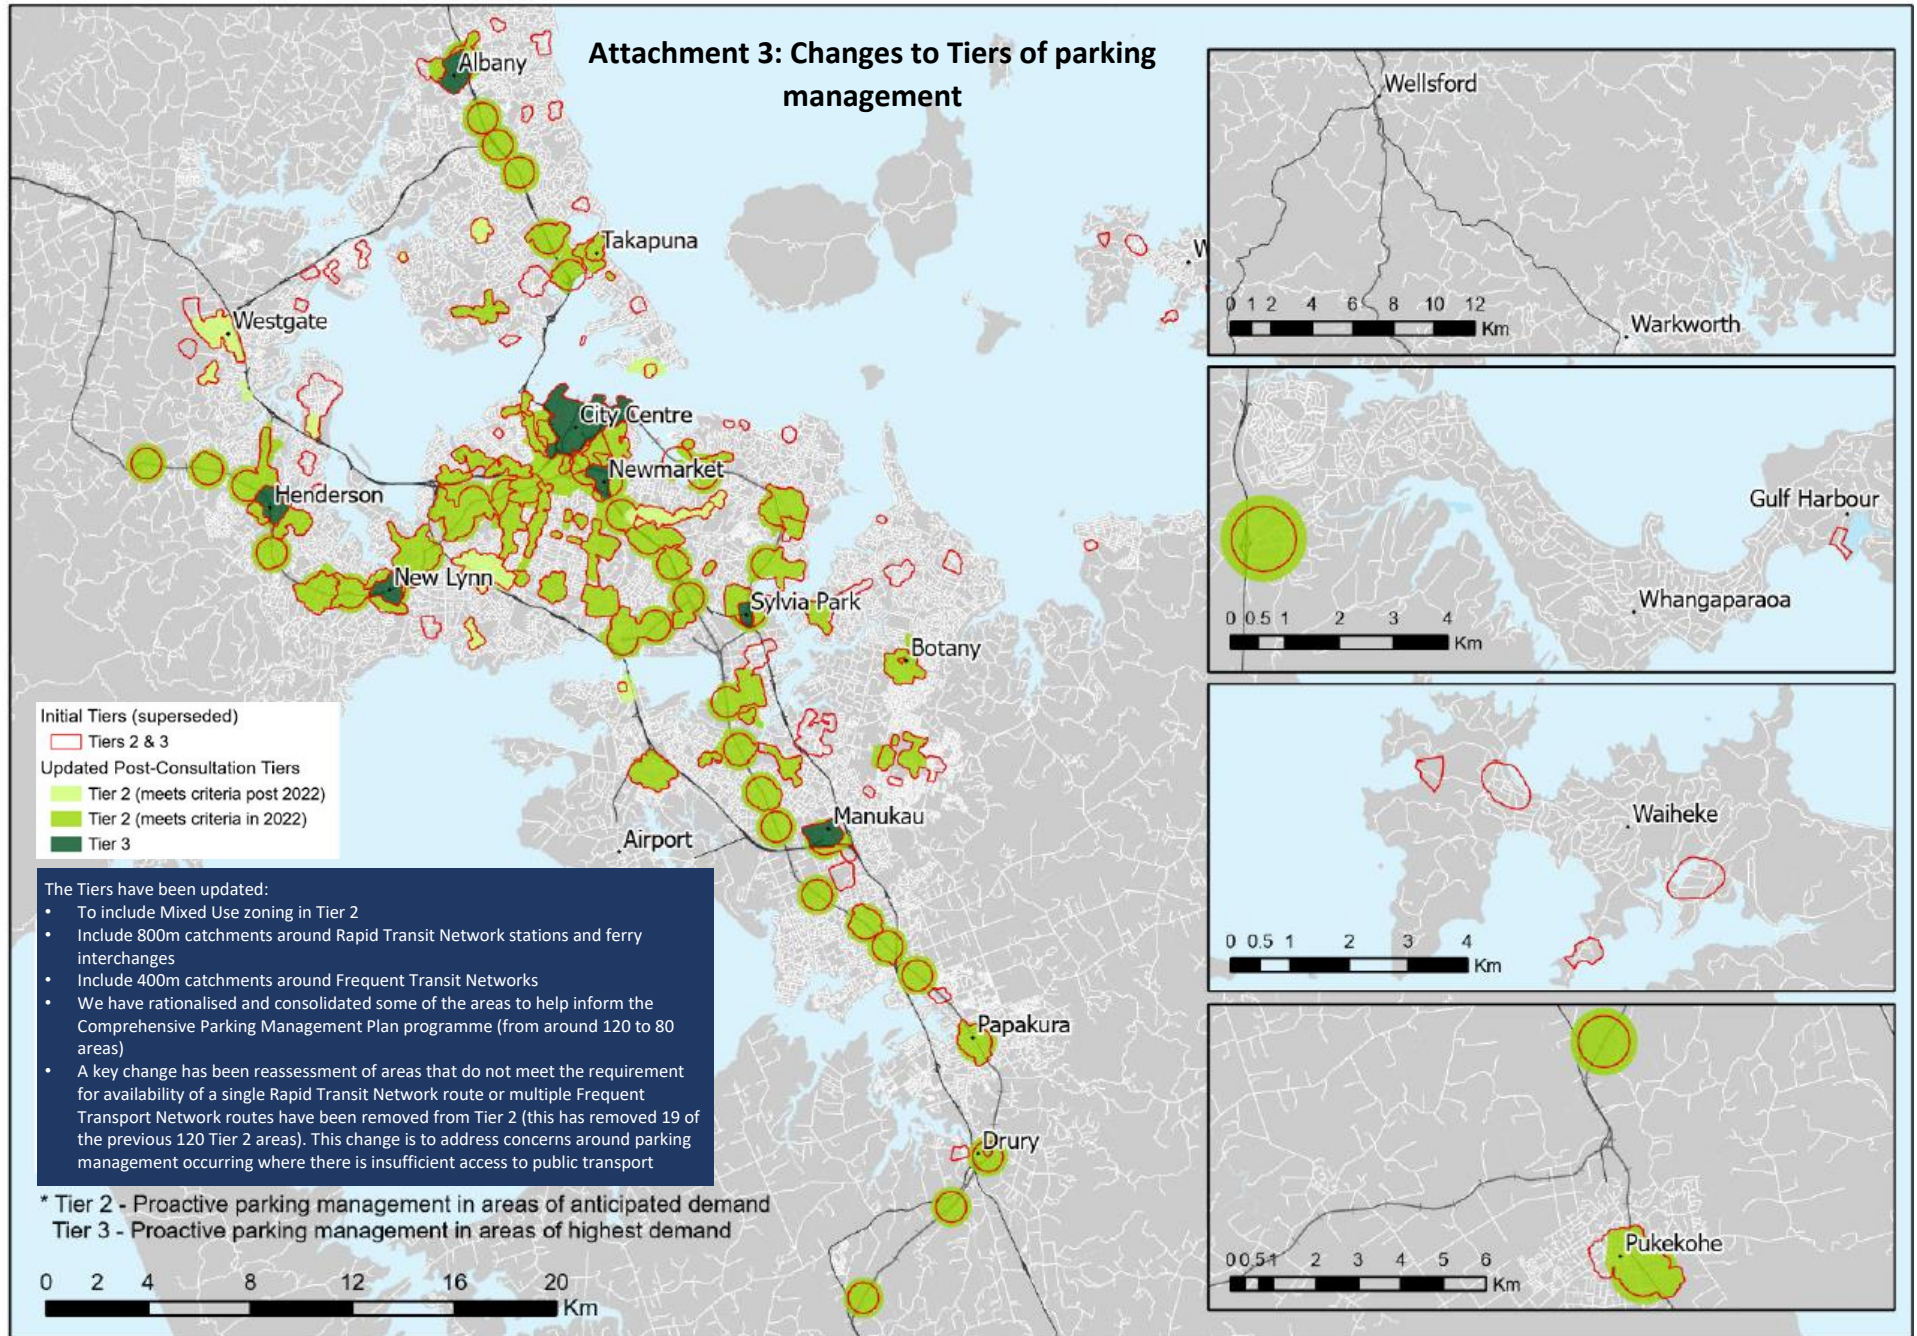 Attachment 3: Changes to Tiers of parking
management
Albany
Takapuna
Westgate
City Centre
Newmarket
Henderson
New Lynn
Sylvia Park
Botany
Airport
Manukau
Papakura
Drury
W
Initial Tiers (superseded)
Tiers 2 & 3
Updated Post-Consultation Tiers
Tier 2 (meets criteria post 2022)
Tier 2 (meets criteria in 2022)
Tier 3
The Tiers have been updated:
• To include Mixed Use zoning in Tier 2
• Include 800m catchments around Rapid Transit Network stations and ferry
interchanges
• Include 400m catchments around Frequent Transit Networks
• We have rationalised and consolidated some of the areas to help inform the
Comprehensive Parking Management Plan programme (from around 120 to 80
areas)
• A key change has been reassessment of areas that do not meet the requirement
for availability of a single Rapid Transit Network route or multiple Frequent
Transport Network routes have been removed from Tier 2 (this has removed 19 of
the previous 120 Tier 2 areas). This change is to address concerns around parking
management occurring where there is insufficient access to public transport
* Tier 2 - Proactive parking management in areas of anticipated demand
Tier 3 - Proactive parking management in areas of highest demand
0 2 4 8 12 16 20
Km
Wellsford
Warkworth
0 1 2 4 6 8 10 12
Km
Gulf Harbour
Whangaparaoa
0 0.5 1 2 3 4
Km
Waiheke
0 0.5 1 2 3 4
Km
Pukekohe
0 0.5 1 2 3 4 5 6
Km